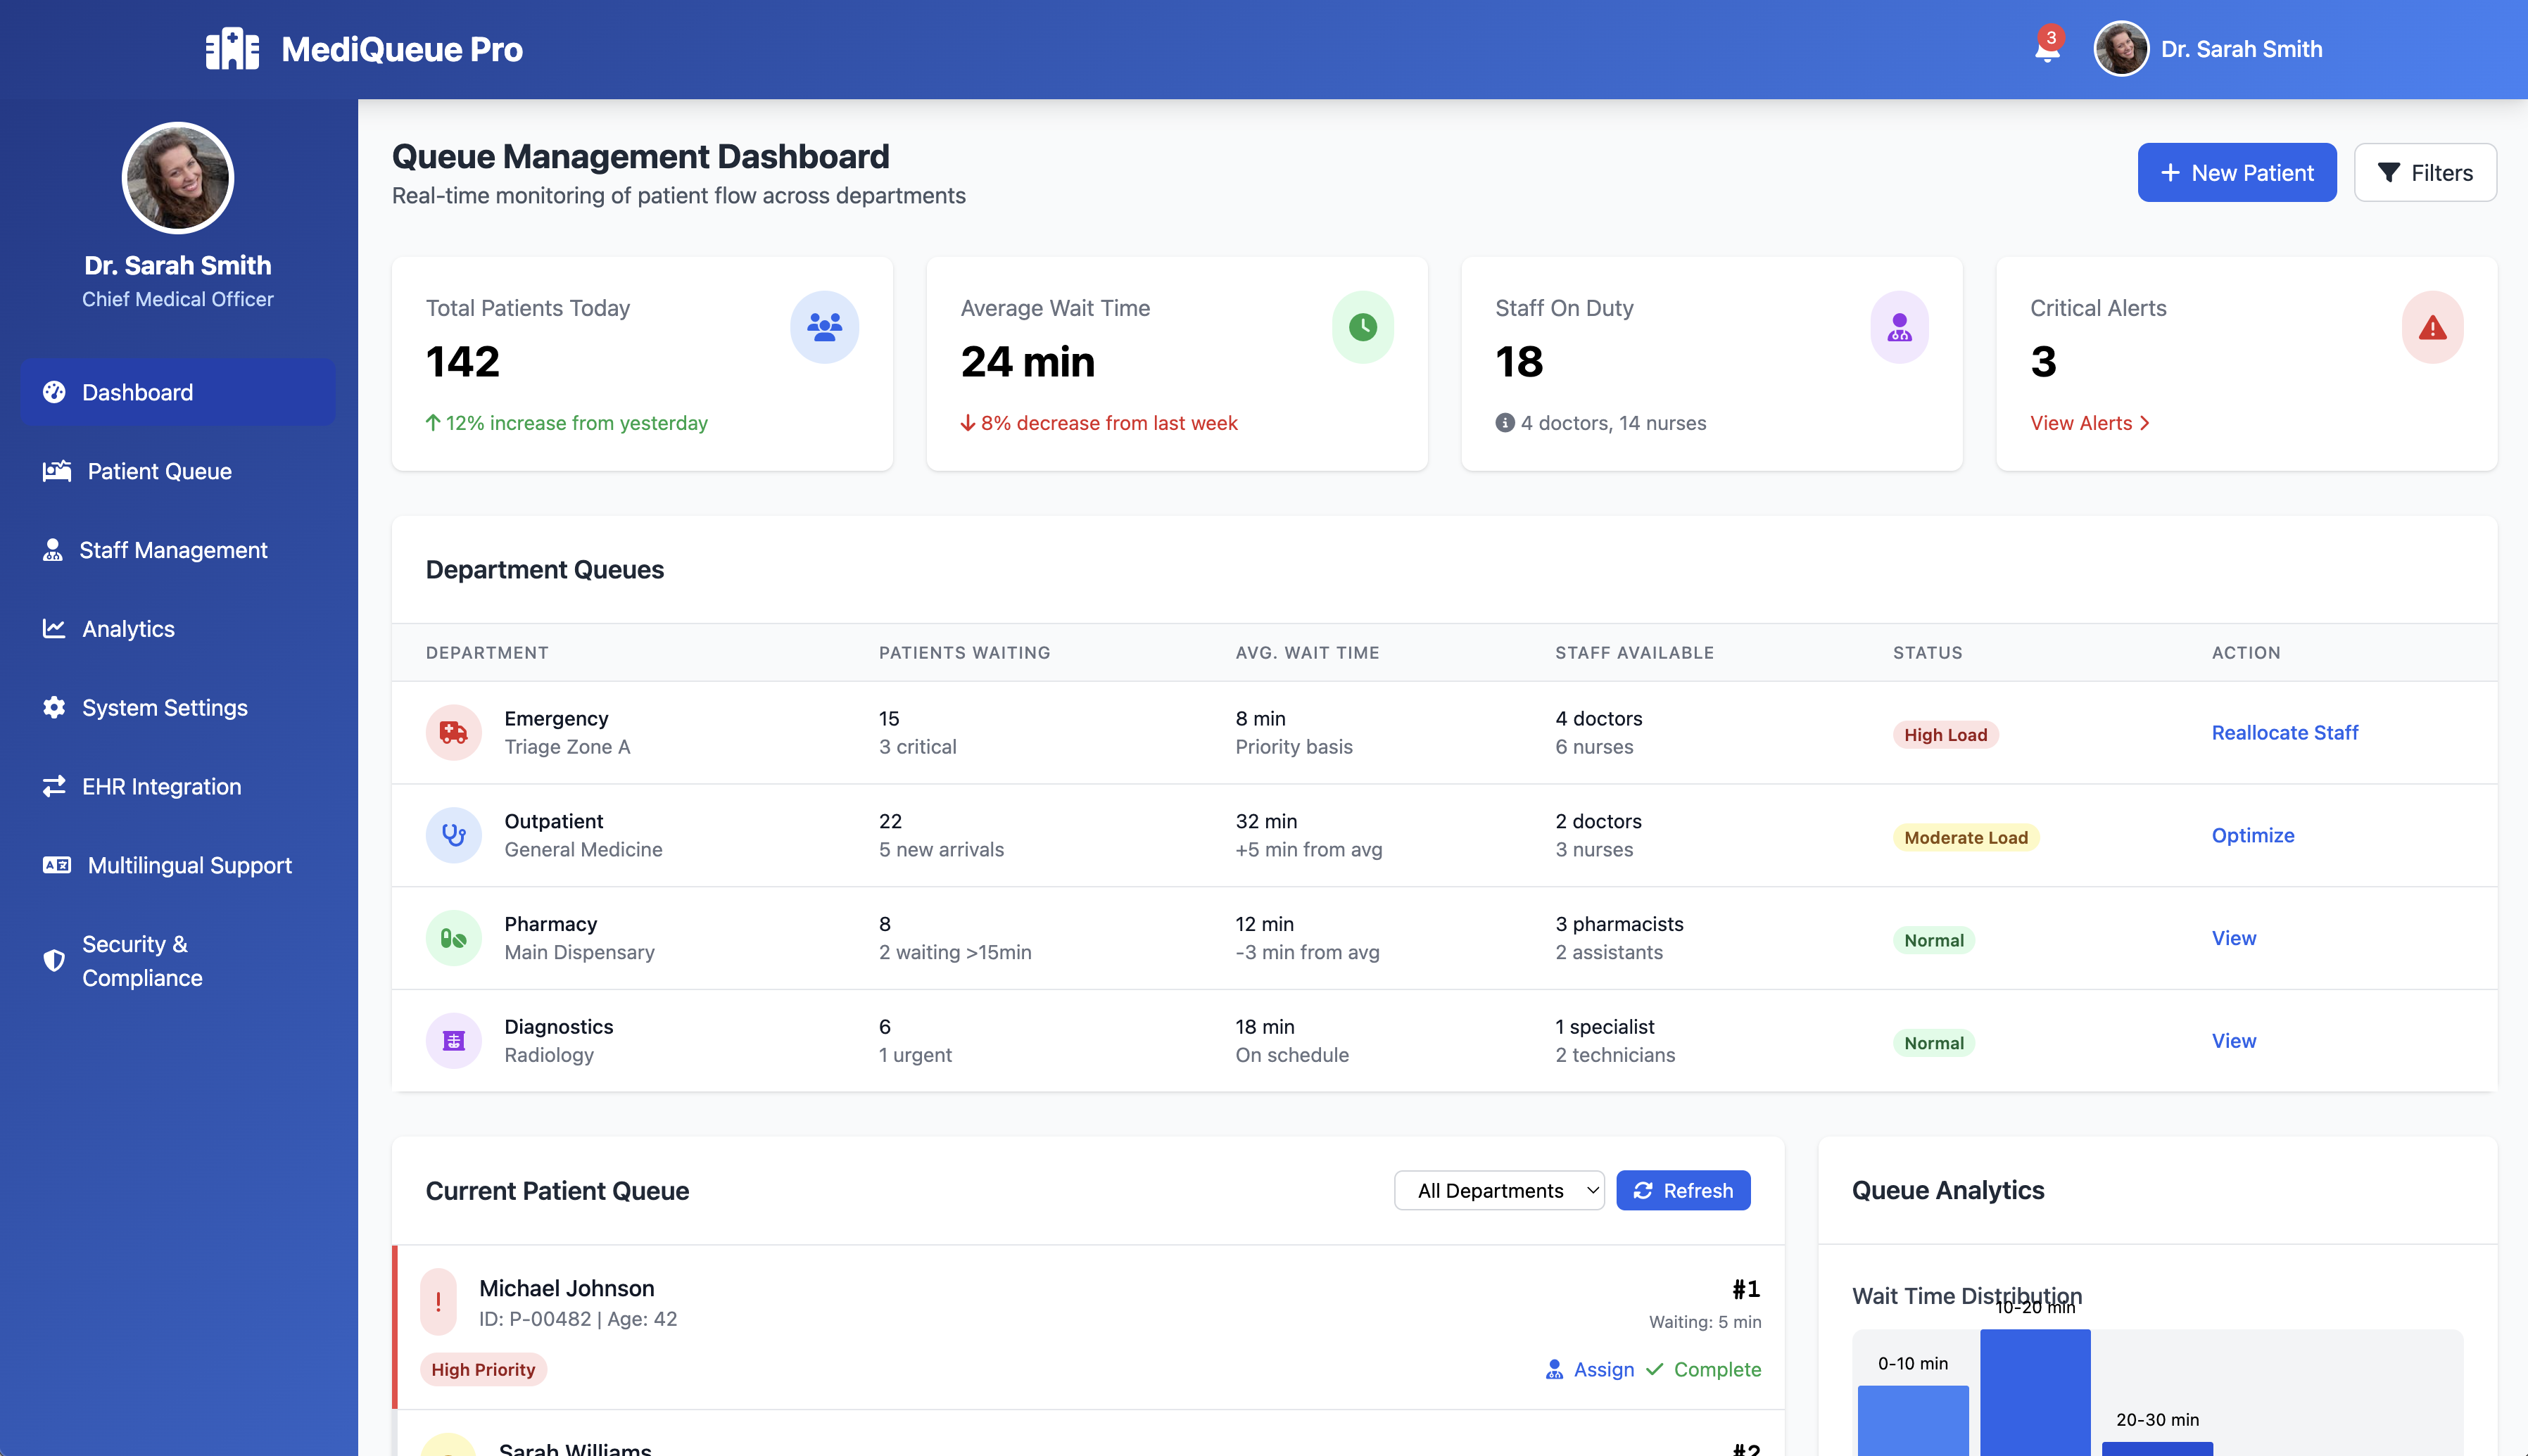 MediQueue Pro
3
Dr. Sarah Smith
Dr. Sarah Smith
Chief Medical Officer
Dashboard
Patient Queue
Staff Management
Analytics
System Settings
EHR Integration
Multilingual Support
Security &
Compliance
Queue Management Dashboard
Real-time monitoring of patient flow across departments
New Patient
Filters
Total Patients Today
142
12% increase from yesterday
Average Wait Time
24 min
8% decrease from last week
Staff On Duty
18
4 doctors, 14 nurses
Critical Alerts
3
View Alerts
Department Queues
DEPARTMENT PATIENTS WAITING AVG. WAIT TIME STAFF AVAILABLE STATUS ACTION
Emergency 15 8 min 4 doctors High Load Reallocate Staff
Triage Zone A 3 critical Priority basis 6 nurses
Outpatient 22 32 min 2 doctors Moderate Load Optimize
General Medicine 5 new arrivals +5 min from avg 3 nurses
Pharmacy 8 12 min 3 pharmacists Normal View
Main Dispensary 2 waiting >15min -3 min from avg 2 assistants
Diagnostics 6 18 min 1 specialist Normal View
Radiology 1 urgent On schedule 2 technicians
Current Patient Queue
All Departments
Refresh
Michael Johnson
ID: P-00482 | Age: 42
#1
Waiting: 5 min
High Priority
Assign
Complete
Sarah Williams
#2
Queue Analytics
Wait Time Distribution
10-20 min
0-10 min
20-30 min